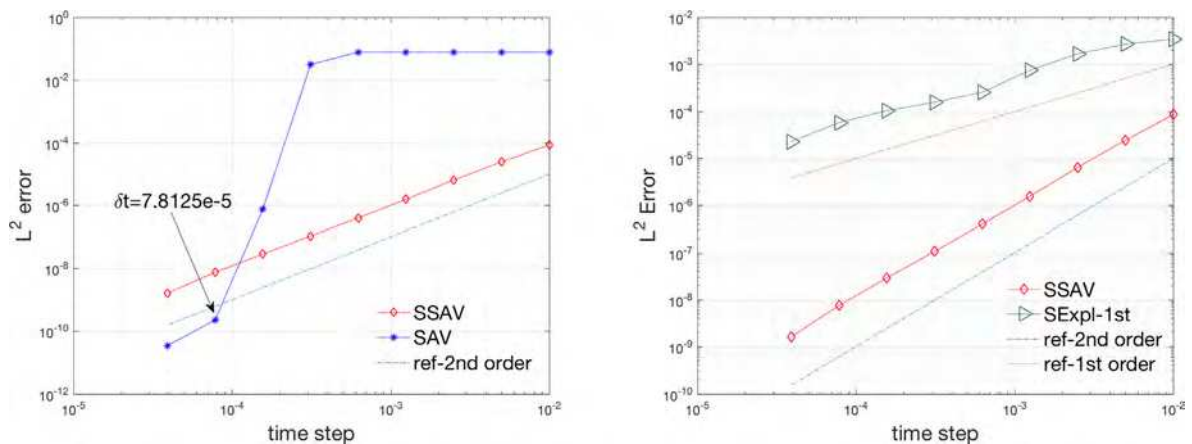 10^0
10^-2
10^-4
10^-6
10^-8
10^-10
10^-12
L^2 error
δt=7.8125e-5
SSAV
SAV
ref-2nd order
10^-5
10^-4
10^-3
10^-2
time step
10^-2
10^-3
10^-4
10^-5
10^-6
10^-7
10^-8
10^-9
10^-10
L^2 Error
SSAV
SExpl-1st
ref-2nd order
ref-1st order
10^-5
10^-4
10^-3
10^-2
time step